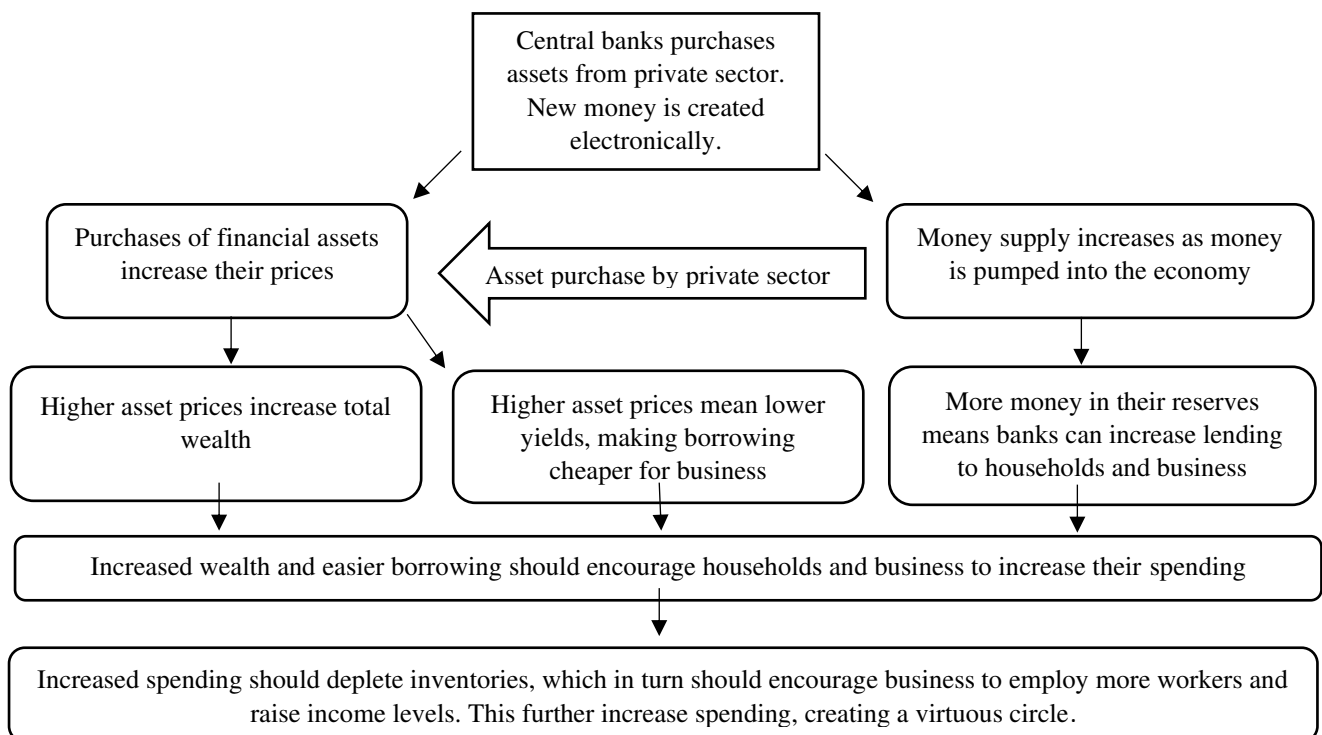 Central banks purchases
assets from private sector.
New money is created
electronically.
Purchases of financial assets
increase their prices
Asset purchase by private sector
Money supply increases as money
is pumped into the economy
Higher asset prices increase total
wealth
Higher asset prices mean lower
yields, making borrowing
cheaper for business
More money in their reserves
means banks can increase lending
to households and business
Increased wealth and easier borrowing should encourage households and business to increase their spending
Increased spending should deplete inventories, which in turn should encourage business to employ more workers and
raise income levels. This further increase spending, creating a virtuous circle.